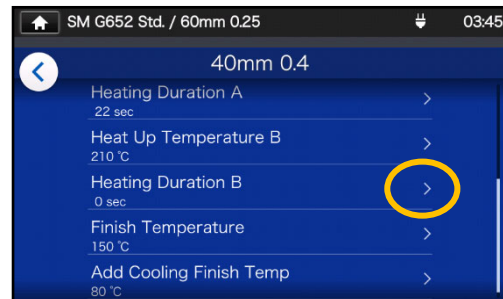 SM G652 Std. / 60mm 0.25 03:45
40mm 0.4
Heating Duration A
22 sec
Heat Up Temperature B
210 ℃
Heating Duration B
0 sec
Finish Temperature
150 ℃
Add Cooling Finish Temp
80 ℃